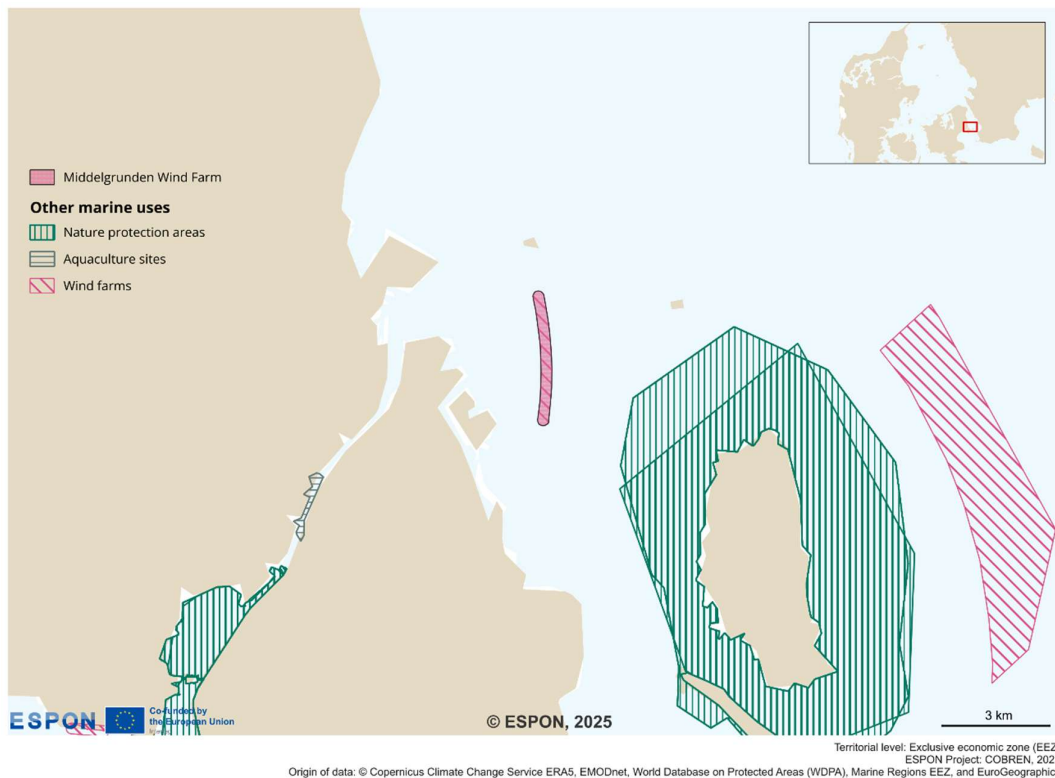 Middelgrunden Wind Farm
Other marine uses
Nature protection areas
Aquaculture sites
Wind farms
ESPON
Co-funded by
the European Union
© ESPON, 2025
3 km
Territorial level: Exclusive economic zone (EEZ
ESPON Project: COBREN, 202
Origin of data: © Copernicus Climate Change Service ERA5, EMODnet, World Database on Protected Areas (WDPA), Marine Regions EEZ, and EuroGeographic